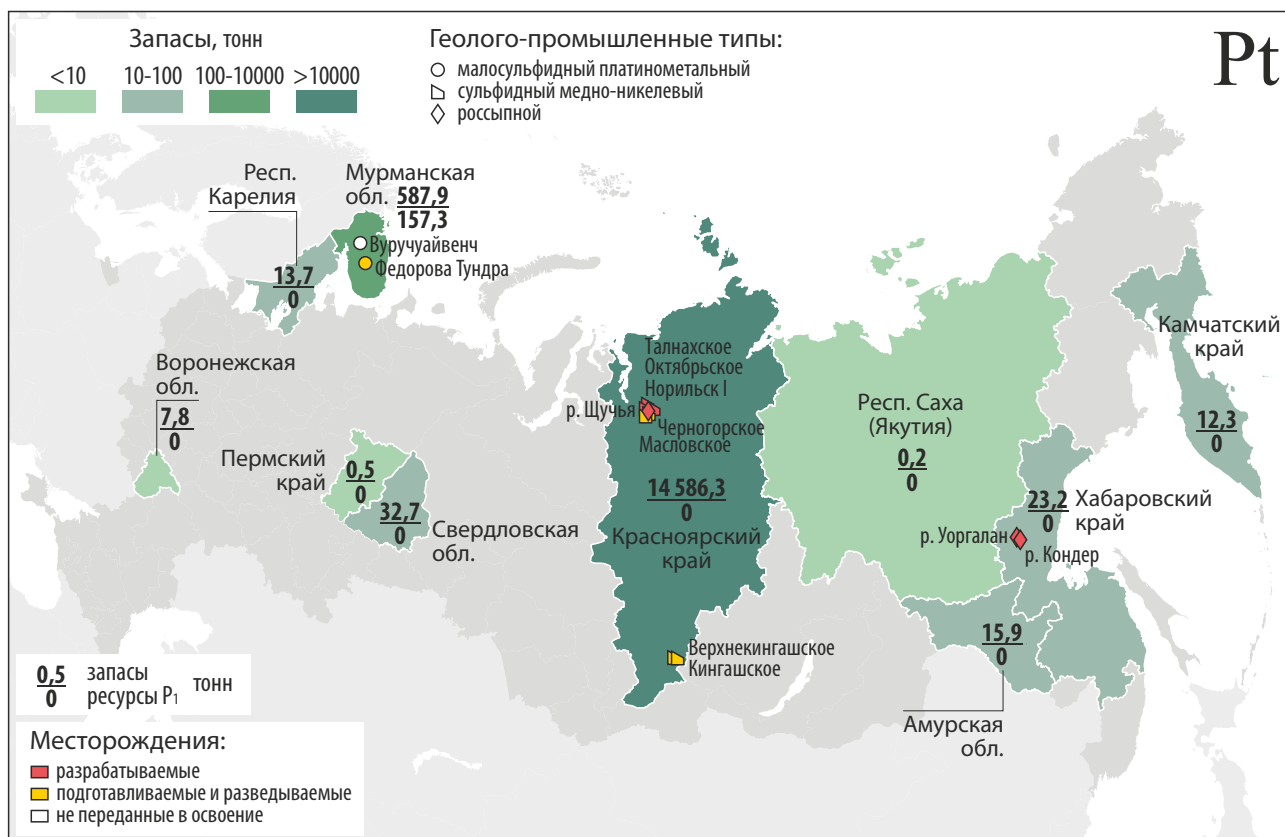 Запасы, тонн
<10 10-100 100-10000 >10000
Геолого-промышленные типы:
малосульфидный платинометальный
сульфидный медно-никелевый
россыпной
Pt
Респ.
Карелия
13,7
0
Мурманская
обл. 587,9
157,3
Вуручуайвенч
Федорова Тундра
Воронежская
обл.
7,8
0
Пермский
край
0,5
0
32,7
0
Свердловская
обл.
Талнахское
Октябрьское
Норильск I
р. Щучья
Черногорское
Масловское
14 586,3
0
Красноярский
край
Верхнекингашское
Кингашское
Респ. Саха
(Якутия)
0,2
0
Камчатский
край
12,3
0
23,2
0
Хабаровский
край
р. Уоргалан
р. Кондер
15,9
0
Амурская
обл.
0,5 запасы
0 ресурсы P1 тонн
Месторождения:
разрабатываемые
подготавливаемые и разведываемые
не переданные в освоение